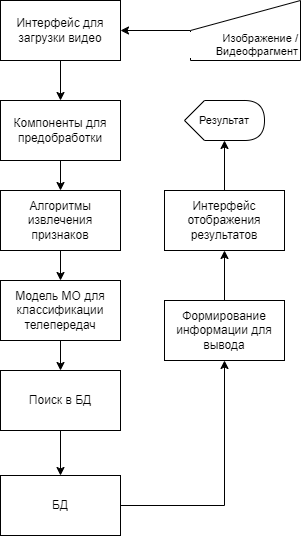 Интерфейс для
загрузки видео
Изображение /
Видеофрагмент
Компоненты для
предобработки
Результат
Алгоритмы
извлечения
признаков
Интерфейс
отображения
результатов
Модель МО для
классификации
телепередач
Формирование
информации для
вывода
Поиск в БД
БД